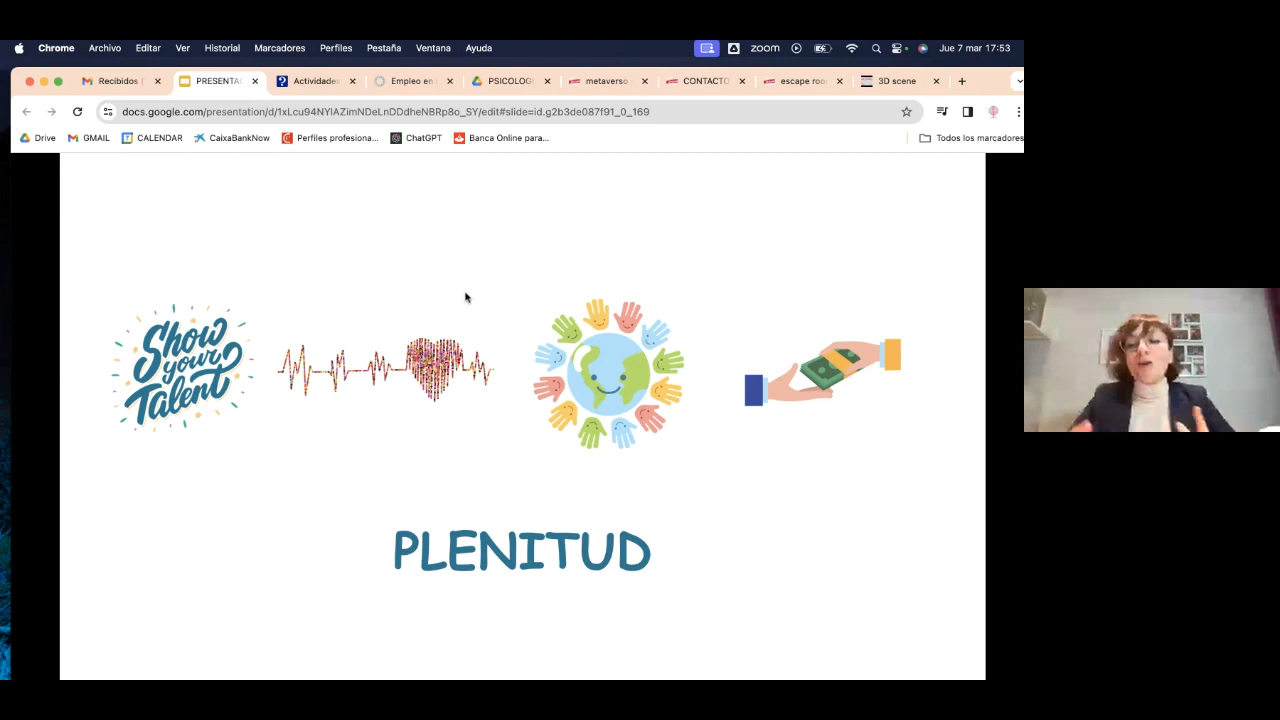 Chrome Archivo Editar Ver Historial Marcadores Perfiles Pestaña Ventana Ayuda zoom Jue 7 mar 17:53
Recibidos ( PRESENTA Actividades Empleo en PSICOLOG metaverso CONTACTO escape roo 3D scene
docs.google.com/presentation/d/1xLcu94NYlAZimNDeLnDDdheNBRp8o_SY/edit#slide=id.g2b3de087f91_0_169
Drive GMAIL CALENDAR CaixaBankNow Perfiles profesiona... ChatGPT Banca Online para... Todos los marcadores
Show
your
Talent
PLENITUD